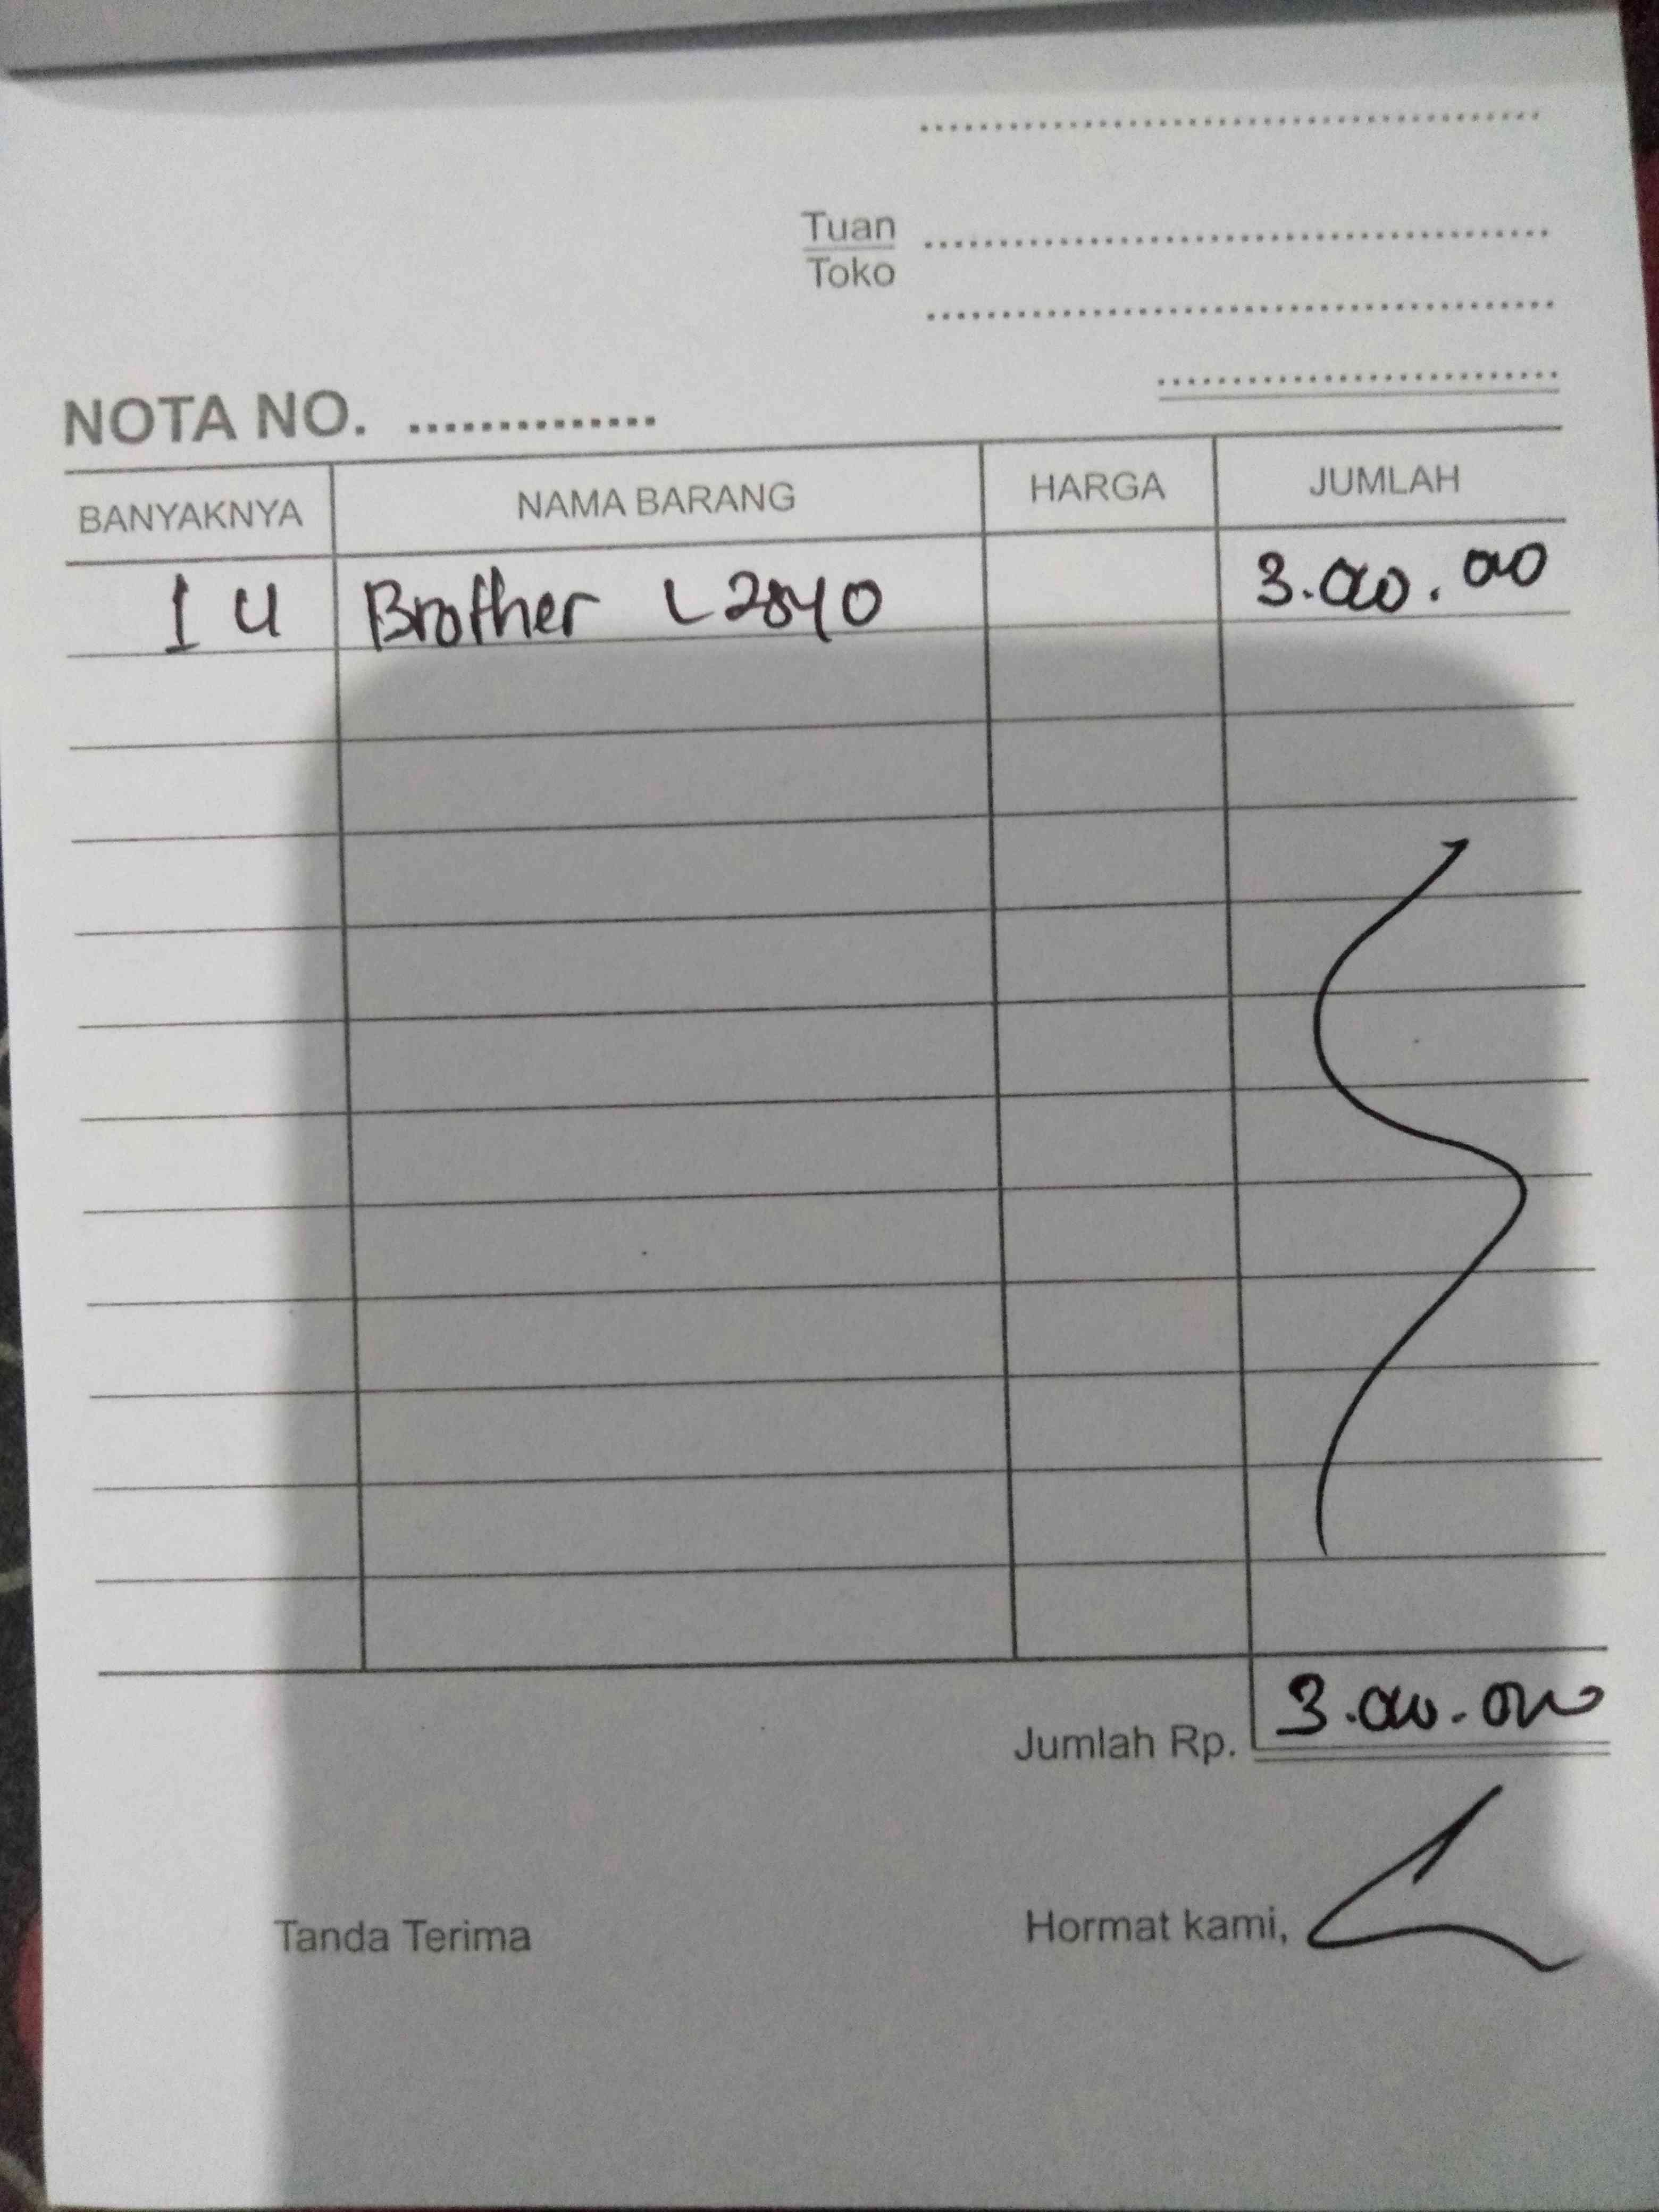 Tuan
Toko
NOTA NO. ..............
BANYAKNYA NAMA BARANG HARGA JUMLAH
1 U Brother L2540 3.000.000
Jumlah Rp. 3.000.000
Tanda Terima Hormat kami,